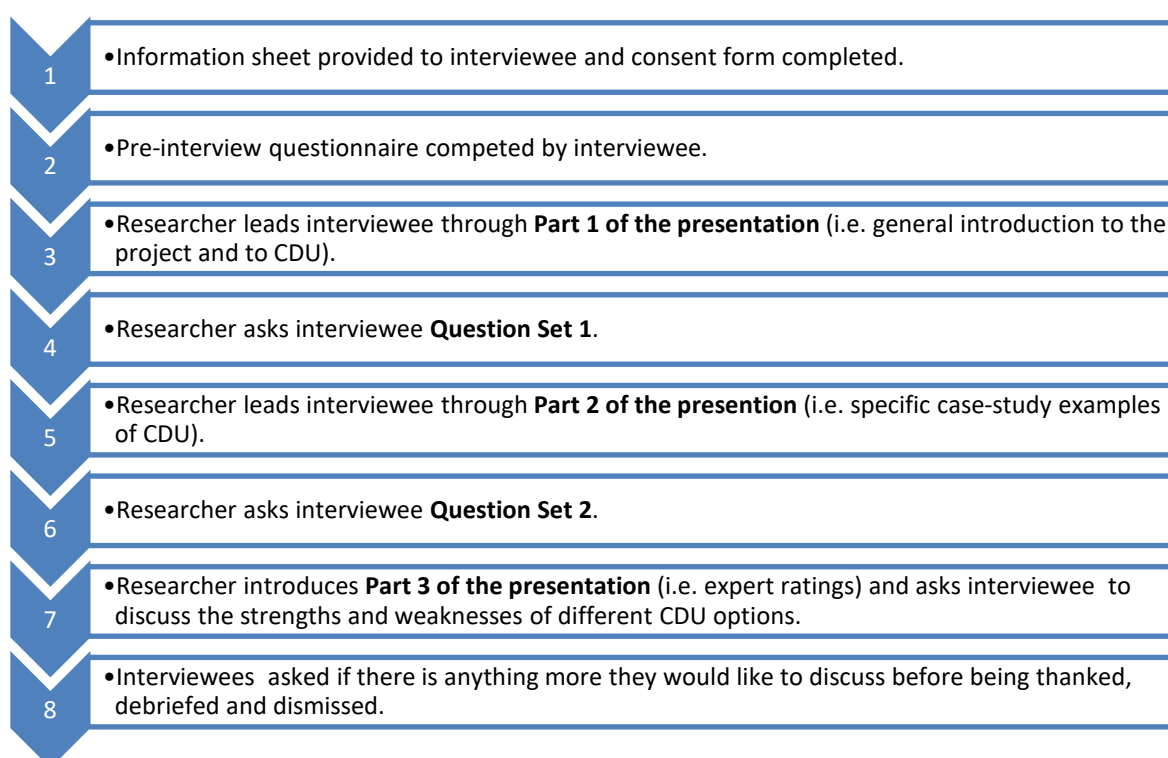 1
•Information sheet provided to interviewee and consent form completed.
2
•Pre-interview questionnaire competed by interviewee.
3
•Researcher leads interviewee through Part 1 of the presentation (i.e. general introduction to the
project and to CDU).
4
•Researcher asks interviewee Question Set 1.
5
•Researcher leads interviewee through Part 2 of the presention (i.e. specific case-study examples
of CDU).
6
•Researcher asks interviewee Question Set 2.
7
•Researcher introduces Part 3 of the presentation (i.e. expert ratings) and asks interviewee  to
discuss the strengths and weaknesses of different CDU options.
8
•Interviewees  asked if there is anything more they would like to discuss before being thanked,
debriefed and dismissed.